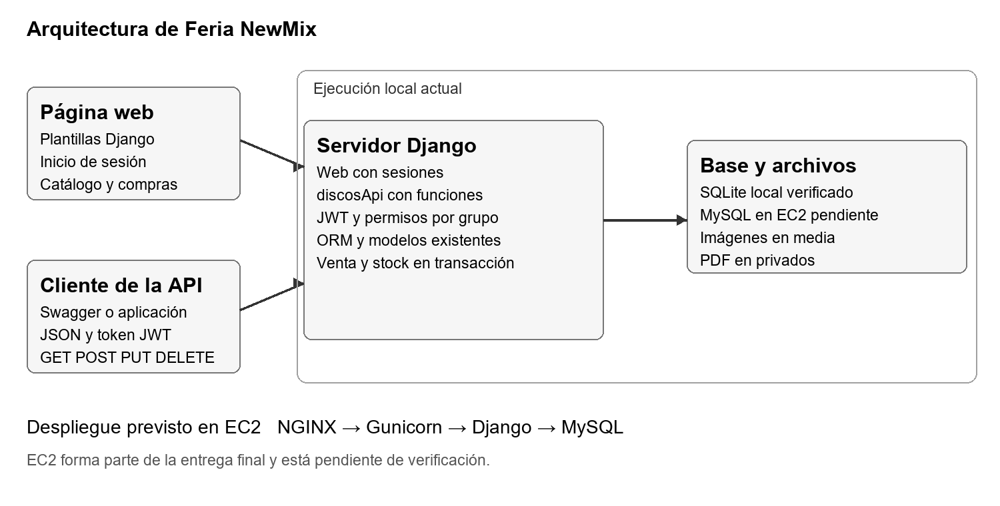 Arquitectura de Feria NewMix
Ejecución local actual
Página web
Plantillas Django
Inicio de sesión
Catálogo y compras
Cliente de la API
Swagger o aplicación
JSON y token JWT
GET POST PUT DELETE
Servidor Django
Web con sesiones
discosApi con funciones
JWT y permisos por grupo
ORM y modelos existentes
Venta y stock en transacción
Base y archivos
SQLite local verificado
MySQL en EC2 pendiente
Imágenes en media
PDF en privados
Despliegue previsto en EC2   NGINX → Gunicorn → Django → MySQL
EC2 forma parte de la entrega final y está pendiente de verificación.